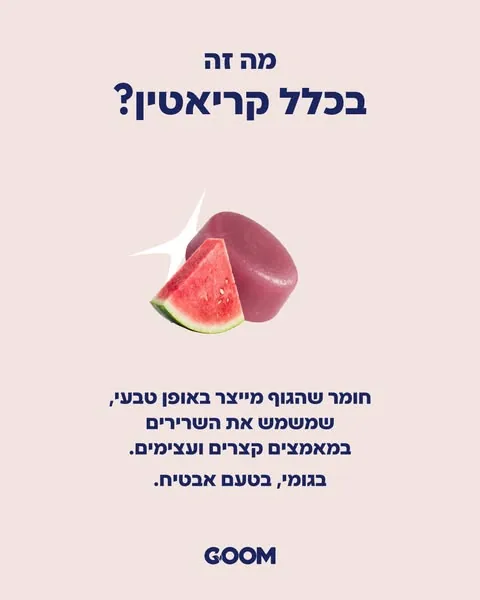 מה זה
בכלל קריאטין?
חומר שהגוף מייצר באופן טבעי,
שמשמש את השרירים
במאמצים קצרים ועצימים.
בגומי, בטעם אבטיח.
GOOM